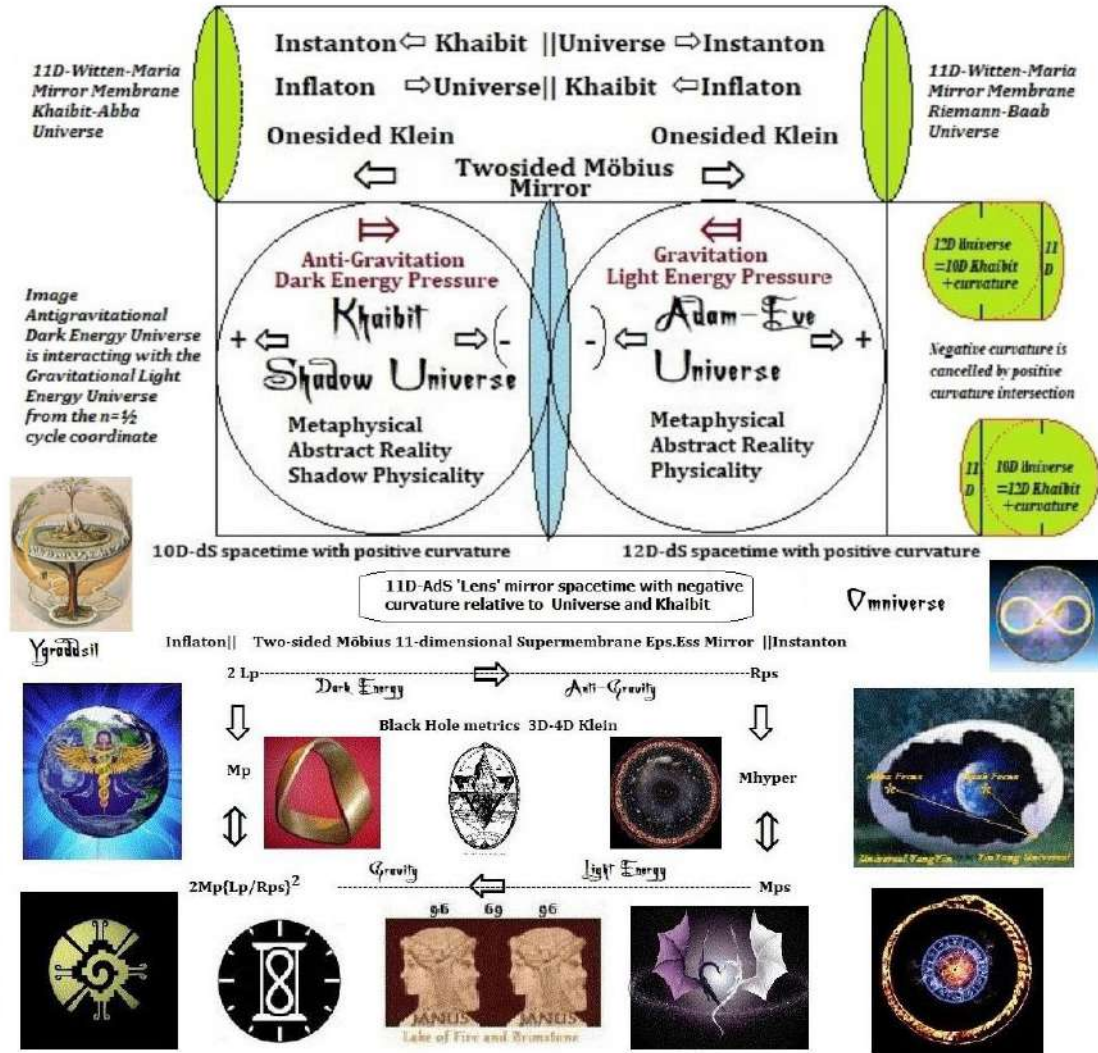 Instanton⇦ Khaibit ||Universe ⇨Instanton
Inflaton ⇨Universe|| Khaibit ⇦Inflaton
11D-Witten-Maria
Mirror Membrane
Khaibit-Abba
Universe
11D-Witten-Maria
Mirror Membrane
Riemann-Baab
Universe
Onesided Klein
Onesided Klein
Twosided Möbius
Mirror
Anti-Gravitation
Dark Energy Pressure
Gravitation
Light Energy Pressure
Khaibit
Shadow Universe
+
(-
Adam-Eve
Universe
-)
+
Metaphysical
Abstract Reality
Shadow Physicality
Metaphysical
Abstract Reality
Physicality
Image
Antigravitational
Dark Energy Universe
is interacting with the
Gravitational Light
Energy Universe
from the n=½
cycle coordinate
12D Universe
=10D Khaibit
+curvature
11
D
Negative curvature is
cancelled by positive
curvature intersection
11
D
10D Universe
=12D Khaibit
+curvature
10D-dS spacetime with positive curvature
12D-dS spacetime with positive curvature
11D-AdS 'Lens' mirror spacetime with negative
curvature relative to Universe and Khaibit
Ygraddsil
Omniverse
Inflaton|| Two-sided Möbius 11-dimensional Supermembrane Eps.Ess Mirror ||Instanton
2 Lp
Rps
Dark Energy
Anti-Gravity
Black Hole metrics 3D-4D Klein
Mp
Mhyper
Focus
Focus
Universal YangYin
YinYang Universal
Gravity
Light Energy
2Mp{Lp/Rps}²
Mps
96 69 96
JANUS
JANUS
Lake of Fire and Brimstone